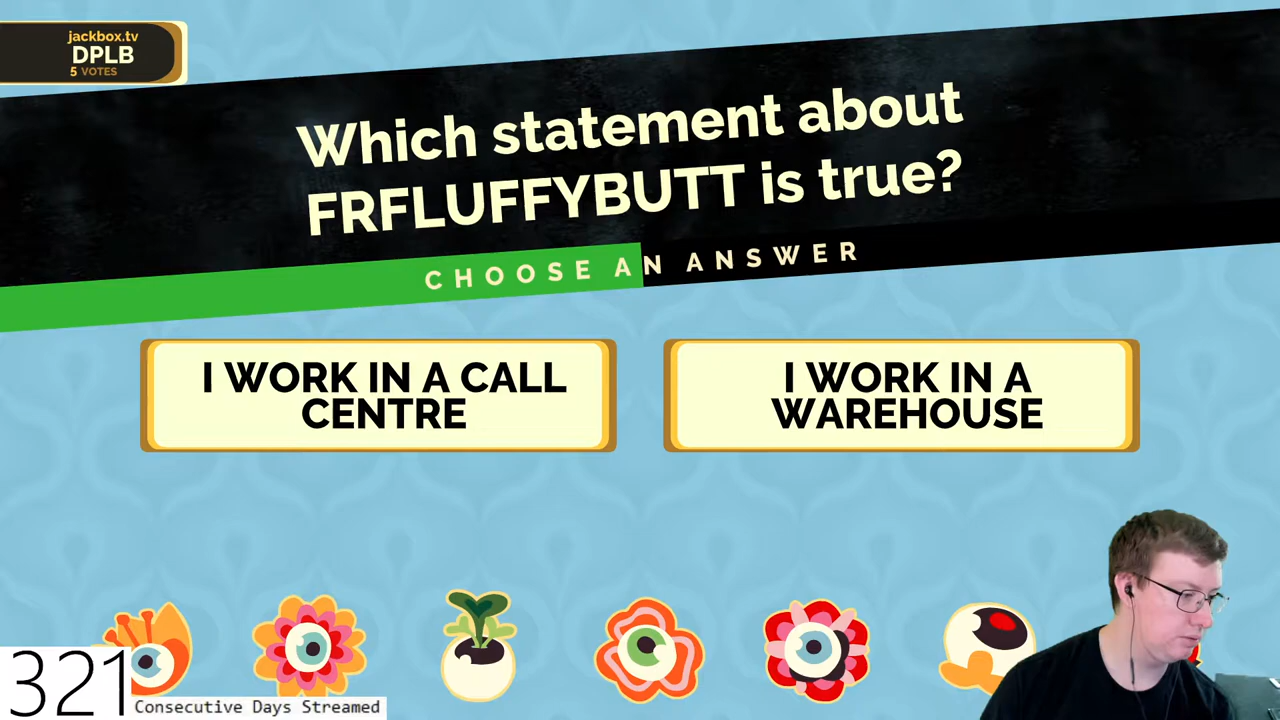 jackbox.tv
DPLB
5 VOTES
Which statement about
FRFLUFFYBUTT is true?
CHOOSE AN ANSWER
I WORK IN A CALL
CENTRE
I WORK IN A
WAREHOUSE
321
Consecutive Days Streamed